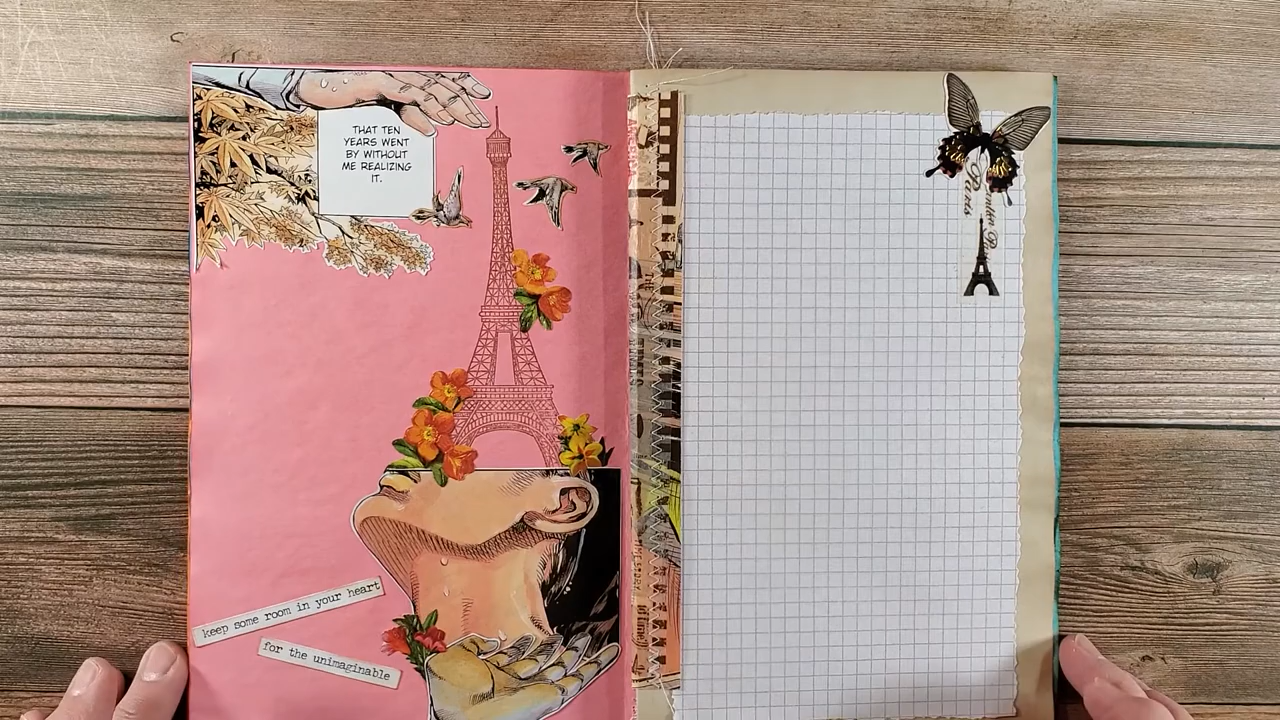 THAT TEN
YEARS WENT
BY WITHOUT
ME REALIZING
IT.
keep some room in your heart
for the unimaginable
Paris